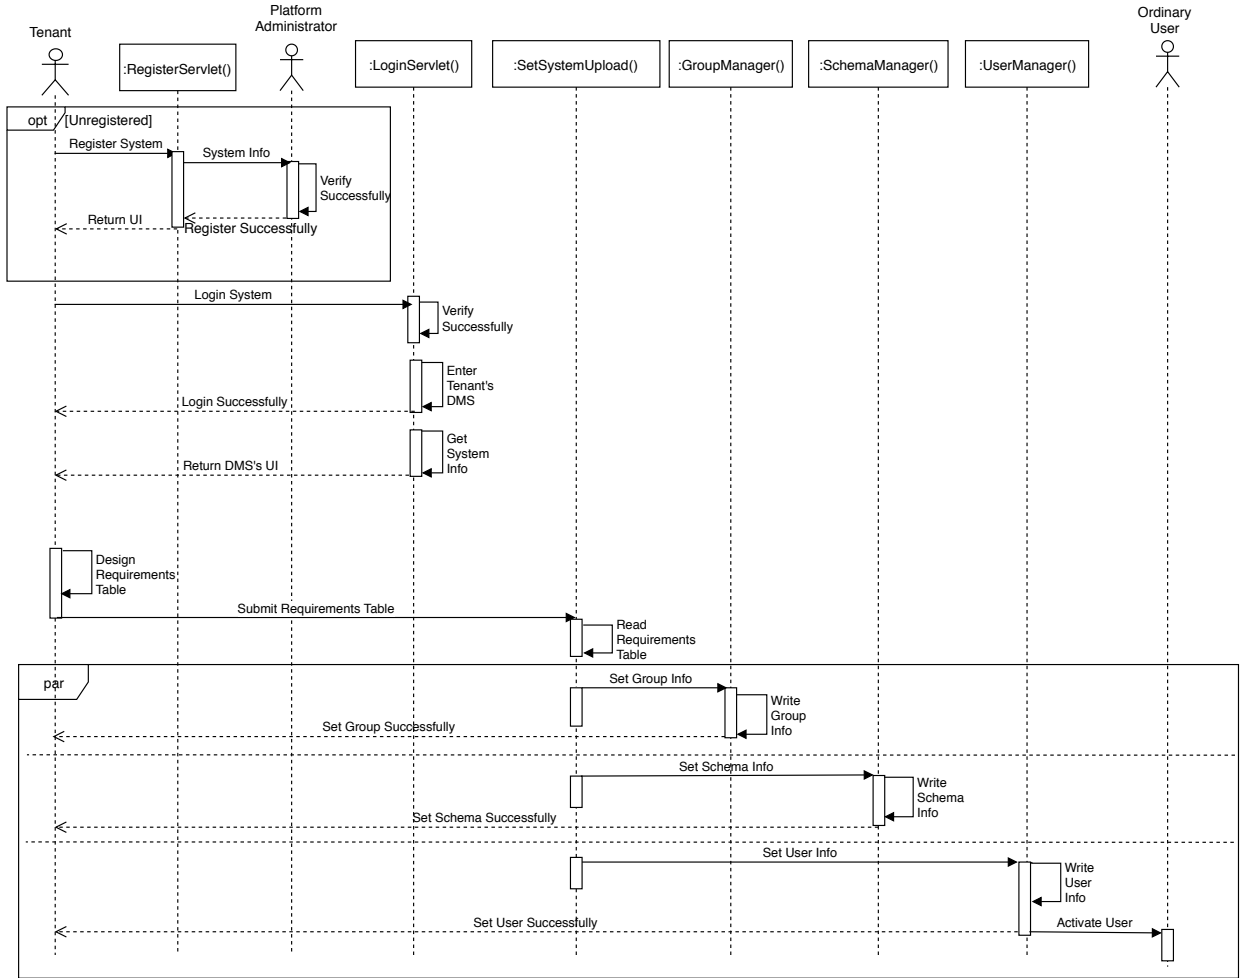 Tenant
Platform
Administrator
Ordinary
User
:RegisterServlet()
:LoginServlet()
:SetSystemUpload()
:GroupManager()
:SchemaManager()
:UserManager()
opt
[Unregistered]
Register System
System Info
Verify
Successfully
Return UI
Register Successfully
Login System
Verify
Successfully
Enter
Tenant's
DMS
Login Successfully
Get
System
Info
Return DMS's UI
Design
Requirements
Table
Submit Requirements Table
Read
Requirements
Table
par
Set Group Info
Write
Group
Info
Set Group Successfully
Set Schema Info
Write
Schema
Info
Set Schema Successfully
Set User Info
Write
User
Info
Set User Successfully
Activate User